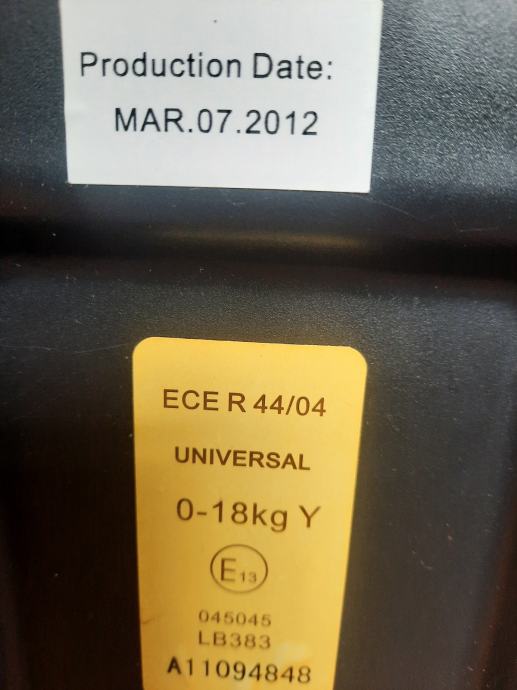 Production Date:
MAR.07.2012
ECE R 44/04
UNIVERSAL
0-18kg Y
E13
045045
LB383
A11094848